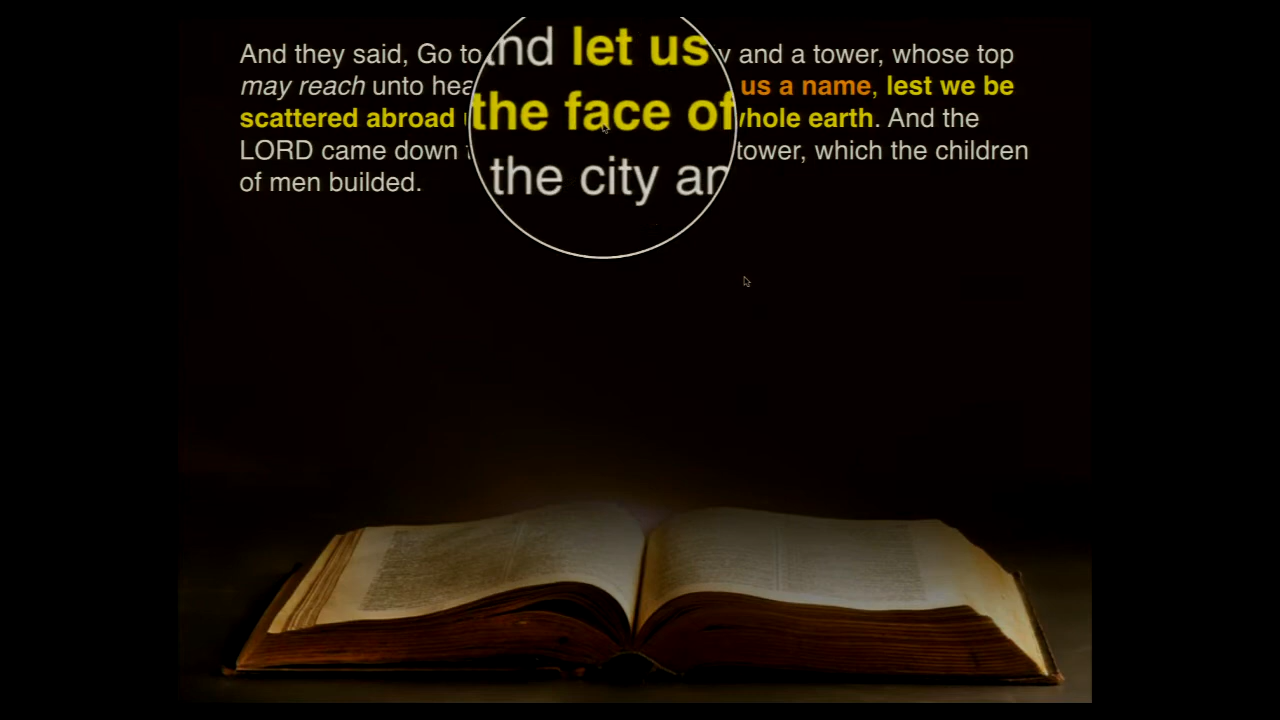 And they said, Go to nd let us y and a tower, whose top
may reach unto hea the face of us a name, lest we be
scattered abroad the city an whole earth. And the
LORD came down tower, which the children
of men builded.